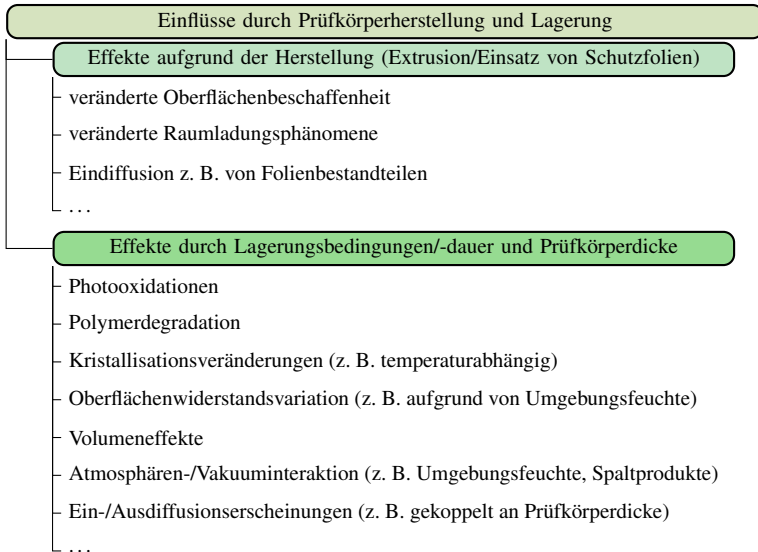 Einflüsse durch Prüfkörperherstellung und Lagerung
Effekte aufgrund der Herstellung (Extrusion/Einsatz von Schutzfolien)
veränderte Oberflächenbeschaffenheit
veränderte Raumladungsphänomene
Eindiffusion z. B. von Folienbestandteilen
...
Effekte durch Lagerungsbedingungen/-dauer und Prüfkörperdicke
Photooxidationen
Polymerdegradation
Kristallisationsveränderungen (z. B. temperaturabhängig)
Oberflächenwiderstandsvariation (z. B. aufgrund von Umgebungsfeuchte)
Volumeneffekte
Atmosphären-/Vakuuminteraktion (z. B. Umgebungsfeuchte, Spaltprodukte)
Ein-/Ausdiffusionserscheinungen (z. B. gekoppelt an Prüfkörperdicke)
...